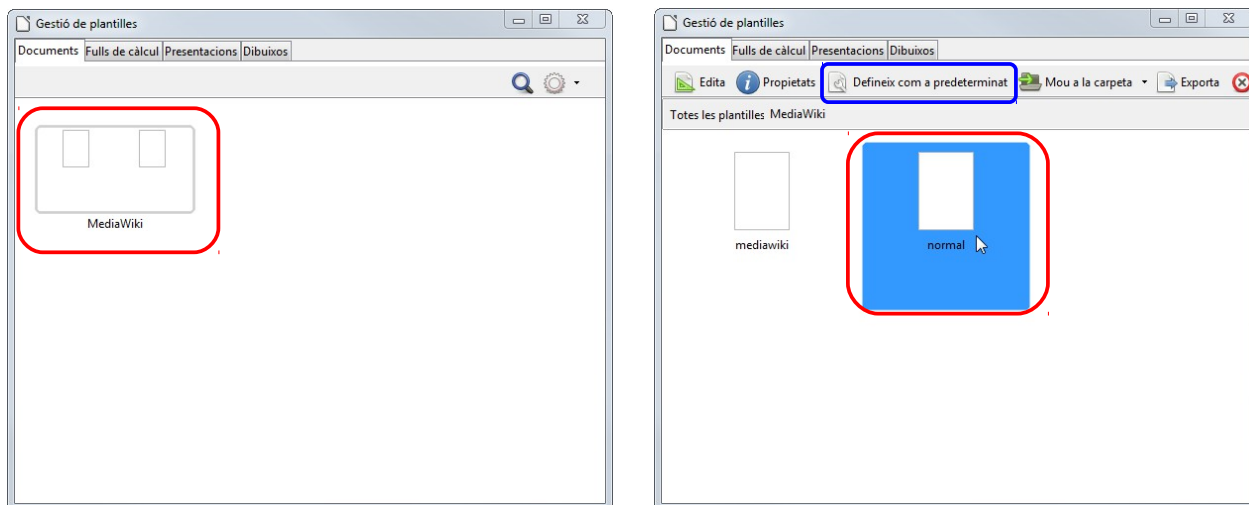 Gestió de plantilles
Documents Fulls de càlcul Presentacions Dibuixos
MediaWiki
Gestió de plantilles
Documents Fulls de càlcul Presentacions Dibuixos
Edita Propietats Defineix com a predeterminat Mou a la carpeta Exporta
Totes les plantilles MediaWiki
mediawiki normal